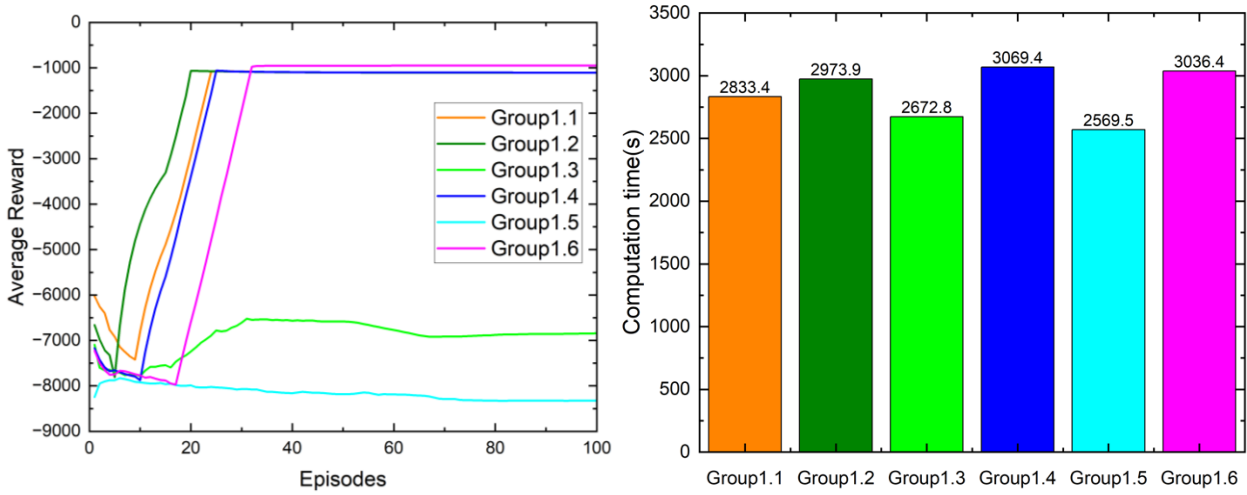 0
−1000
−2000
−3000
−4000
−5000
−6000
−7000
−8000
−9000
Average Reward
0 20 40 60 80 100
Episodes
Group1.1
Group1.2
Group1.3
Group1.4
Group1.5
Group1.6
3500
3000
2500
2000
1500
1000
500
0
Computation time(s)
2833.4
2973.9
2672.8
3069.4
2569.5
3036.4
Group1.1 Group1.2 Group1.3 Group1.4 Group1.5 Group1.6